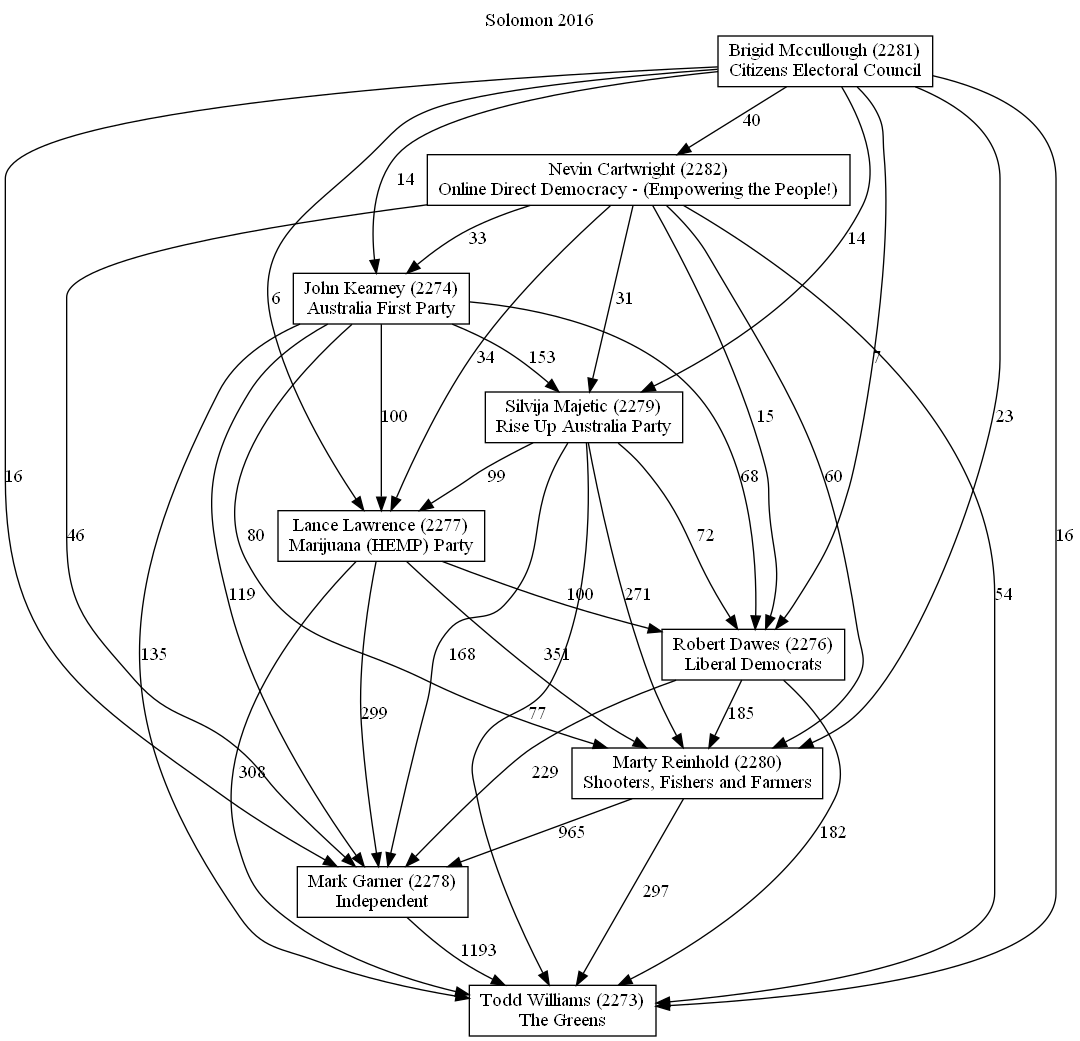 Solomon 2016
Brigid Mccullough (2281)
Citizens Electoral Council
40
Nevin Cartwright (2282)
Online Direct Democracy - (Empowering the People!)
14
33
14
John Kearney (2274)
Australia First Party
6
31
34
153
7
Silvija Majetic (2279)
Rise Up Australia Party
100
15
23
16
46
99
68
60
16
Lance Lawrence (2277)
Marijuana (HEMP) Party
80
72
119
100
271
54
Robert Dawes (2276)
Liberal Democrats
135
168
351
299
77
185
Marty Reinhold (2280)
Shooters, Fishers and Farmers
308
229
965
182
Mark Garner (2278)
Independent
297
1193
Todd Williams (2273)
The Greens